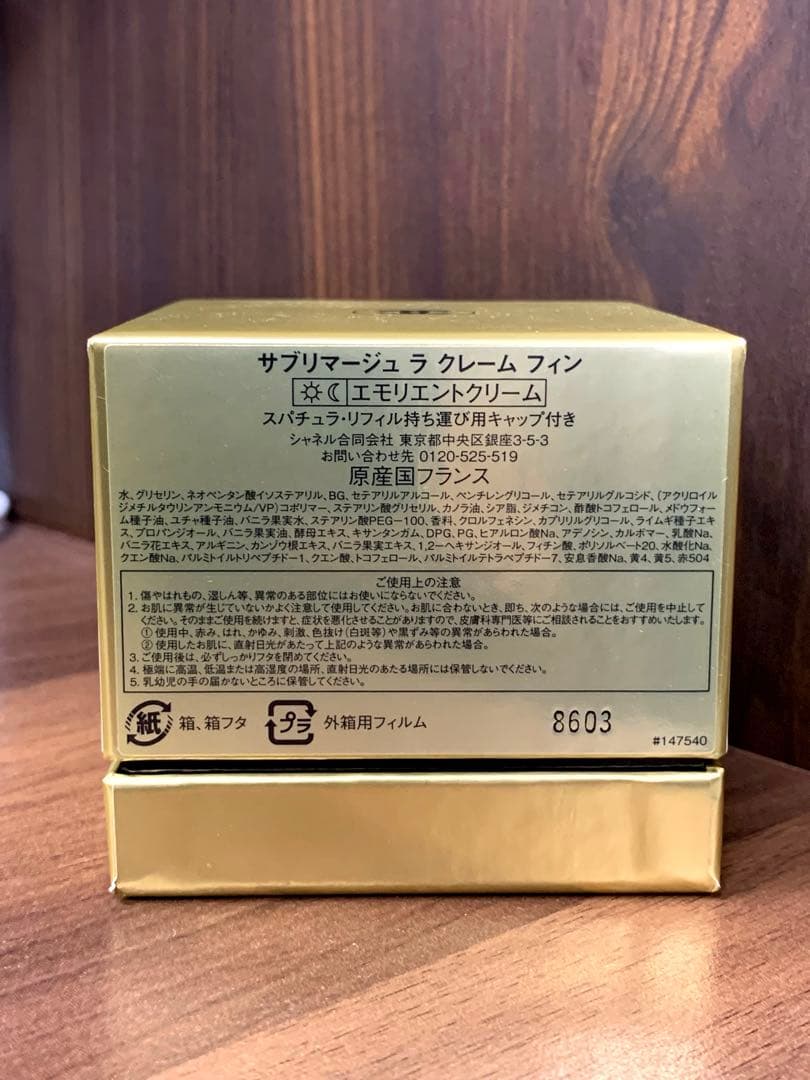 サブリマージュ ラ クレーム フィン
エモリエントクリーム
スパチュラ・リフィル持ち運び用キャップ付き
シャネル合同会社 東京都中央区銀座3-5-3
お問い合わせ先 0120-525-519
原産国フランス
水、グリセリン、ネオペンタン酸イソステアリル、BG、セテアリルアルコール、ペンチレングリコール、セテアリルグルコシド、(アクリロイル
ジメチルタウリンアンモニウム/VP)コポリマー、ステアリン酸グリセリル、カノラ油、シア脂、ジメチコン、酢酸トコフェロール、メドウフォ
ーム種子油、ユチャ種子油、バニラ果実水、ステアリン酸PEG-100、香料、クロルフェネシン、カプリリルグリコール、ライムギ種子エキ
ス、プロパンジオール、バニラ果実油、酵母エキス、キサンタンガム、DPG、PG、ヒアルロン酸Na、アデノシン、カルボマー、乳酸Na、
バニラ花エキス、アルギニン、カンゾウ根エキス、バニラ果実エキス、1,2-ヘキサンジオール、フィチン酸、ポリソルベート20、水酸化Na、
クエン酸Na、パルミトイルトリペプチド-1、クエン酸、トコフェロール、パルミトイルテトラペプチド-7、安息香酸Na、黄4、黄5、赤504
ご使用上の注意
1. 傷やはれもの、湿しん等、異常のある部位にはお使いにならないでください。
2. お肌に異常が生じていないかよく注意して使用してください。お肌に合わないとき、即ち、次のような場合には、ご使用を中止して
ください。そのままご使用を続けますと、症状を悪化させることがありますので、皮膚科専門医等にご相談されることをおすすめいたします。
① 使用中、赤み、はれ、かゆみ、刺激、色抜け(白斑等)や黒ずみ等の異常があらわれた場合。
② 使用したお肌に、直射日光があたって上記のような異常があらわれた場合。
3. ご使用後は、必ずしっかりフタを閉めてください。
4. 極端に高温、低温または高湿度の場所、直射日光のあたる場所には保管しないでください。
5. 乳幼児の手の届かないところに保管してください。
紙 箱、箱フタ プラ 外箱用フィルム 8603
#147540